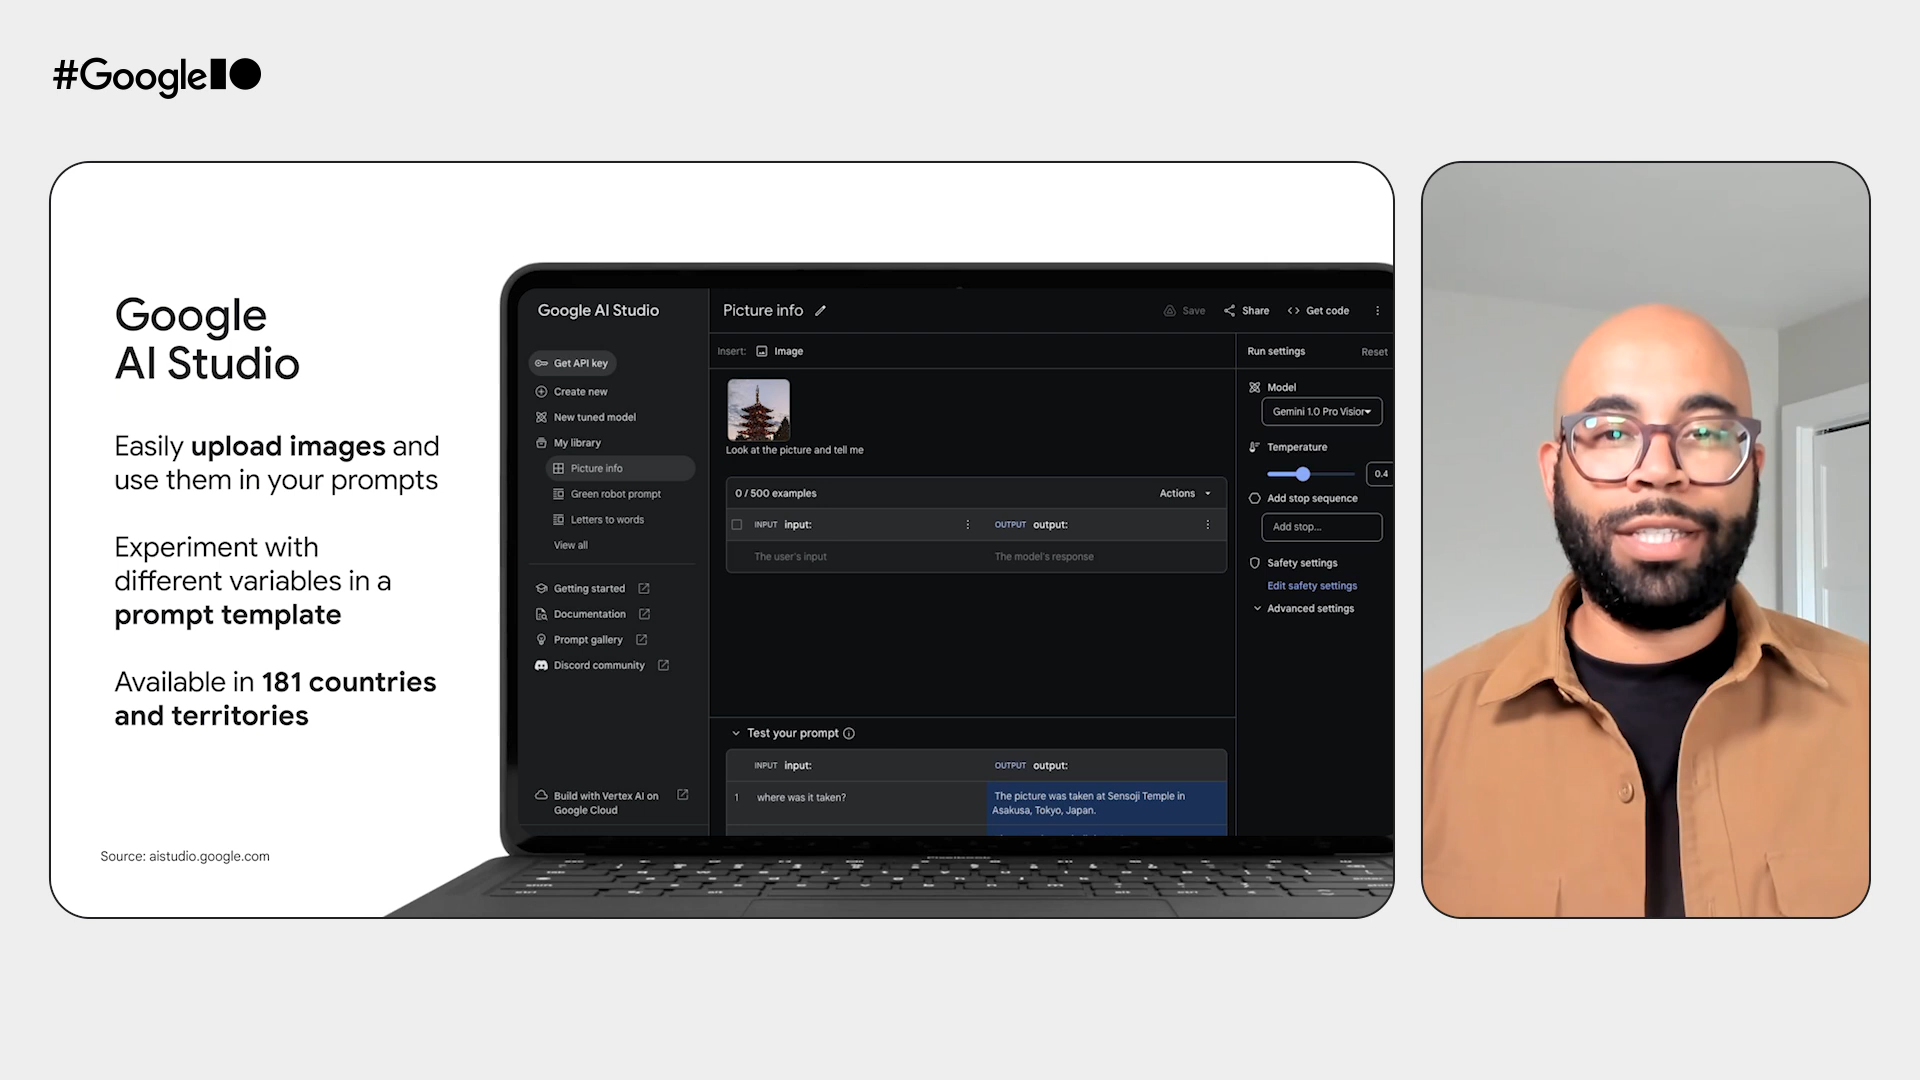 #GoogleIO
Google
AI Studio
Easily upload images and
use them in your prompts
Experiment with
different variables in a
prompt template
Available in 181 countries
and territories
Source: aistudio.google.com
Google AI Studio
Get API key
Create new
New tuned model
My library
Picture info
Green robot prompt
Letters to words
View all
Getting started
Documentation
Prompt gallery
Discord community
Build with Vertex AI on
Google Cloud
Picture info
Save
Share
Get code
Insert:
Image
Look at the picture and tell me
0 / 500 examples
Actions
INPUT input:
OUTPUT output:
The user's input
The model's response
Test your prompt
INPUT input:
OUTPUT output:
1 where was it taken?
The picture was taken at Sensoji Temple in
Asakusa, Tokyo, Japan.
Run settings
Reset
Model
Gemini 1.0 Pro Vision
Temperature
0.4
Add stop sequence
Add stop...
Safety settings
Edit safety settings
Advanced settings